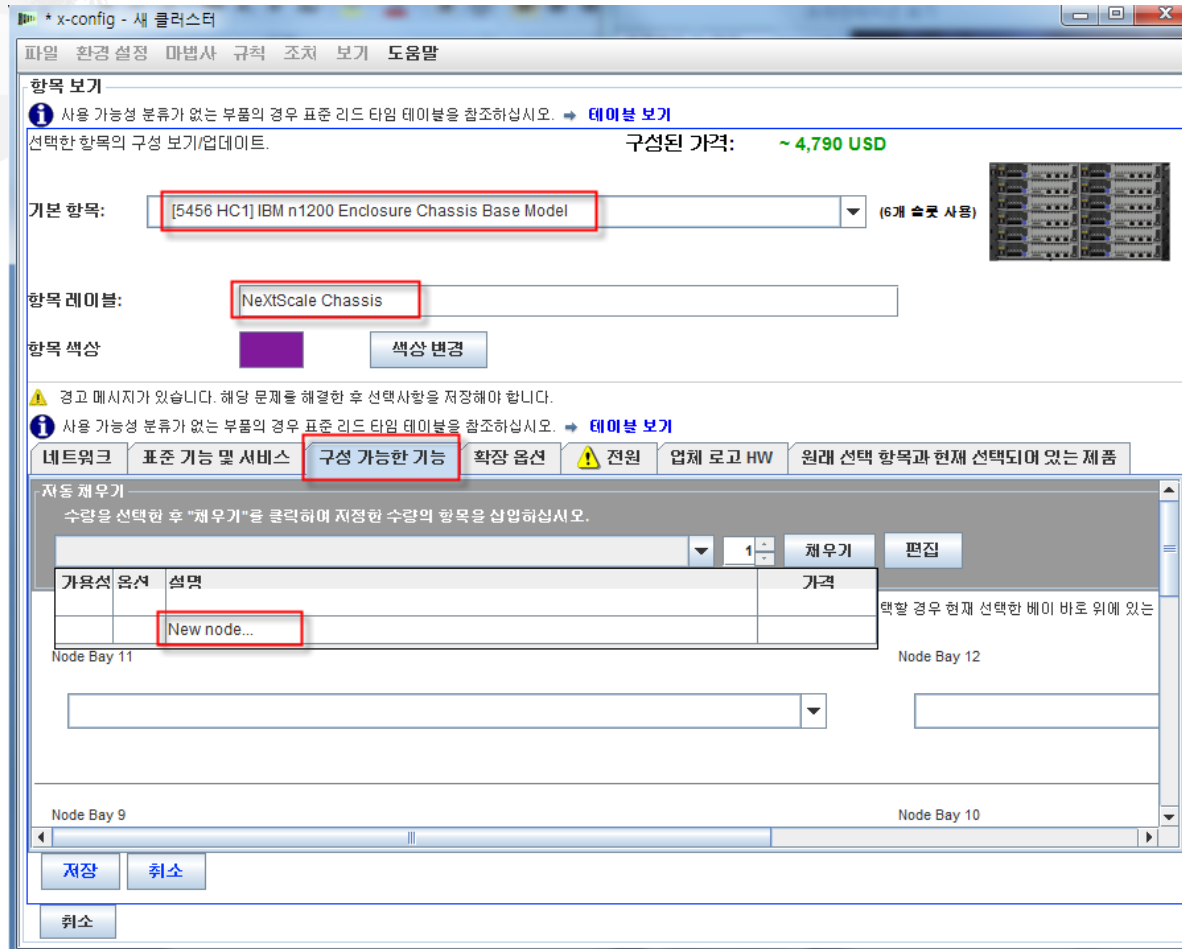 * x-config - 새 클러스터
파일 환경 설정 마법사 규칙 조치 보기 도움말
항목 보기
사용 가능성 분류가 없는 부품의 경우 표준 리드 타임 테이블을 참조하십시오. ➡ 테이블 보기
선택한 항목의 구성 보기/업데이트. 구성된 가격: ~ 4,790 USD
기본 항목: [5456 HC1] IBM n1200 Enclosure Chassis Base Model (6개 슬롯 사용)
항목 레이블: NeXtScale Chassis
항목 색상 색상 변경
경고 메시지가 있습니다. 해당 문제를 해결한 후 선택사항을 저장해야 합니다.
사용 가능성 분류가 없는 부품의 경우 표준 리드 타임 테이블을 참조하십시오. ➡ 테이블 보기
네트워크 표준 기능 및 서비스 구성 가능한 기능 확장 옵션 전원 업체 로고 HW 원래 선택 항목과 현재 선택되어 있는 제품
자동 채우기
수량을 선택한 후 "채우기"를 클릭하여 지정한 수량의 항목을 삽입하십시오.
1 채우기 편집
가용성 옵션 설명 가격
택할 경우 현재 선택한 베이 바로 위에 있는
New node...
Node Bay 11 Node Bay 12
Node Bay 9 Node Bay 10
저장 취소
취소